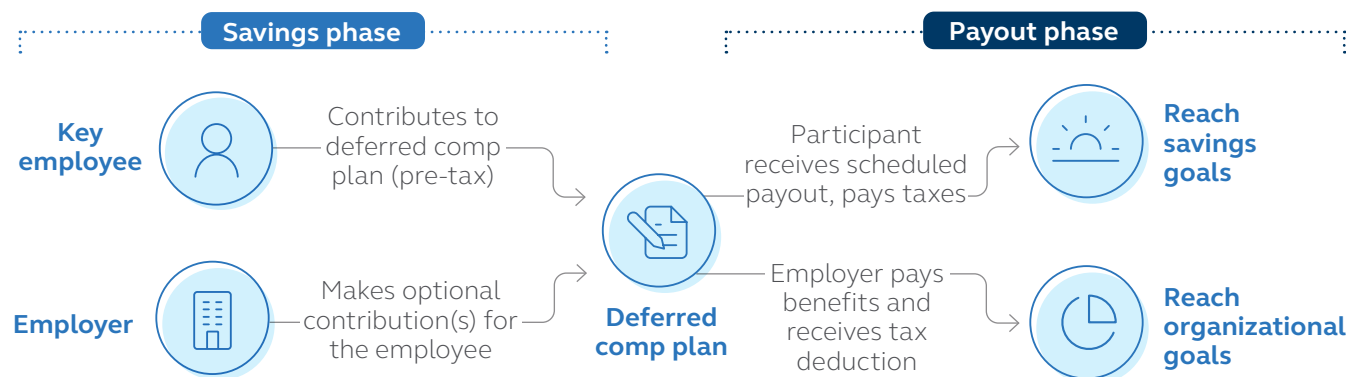 Savings phase
Payout phase
Key
employee
Contributes to
deferred comp
plan (pre-tax)
Participant
receives scheduled
payout, pays taxes
Reach
savings
goals
Employer
Makes optional
contribution(s) for
the employee
Deferred
comp plan
Employer pays
benefits and
receives tax
deduction
Reach
organizational
goals